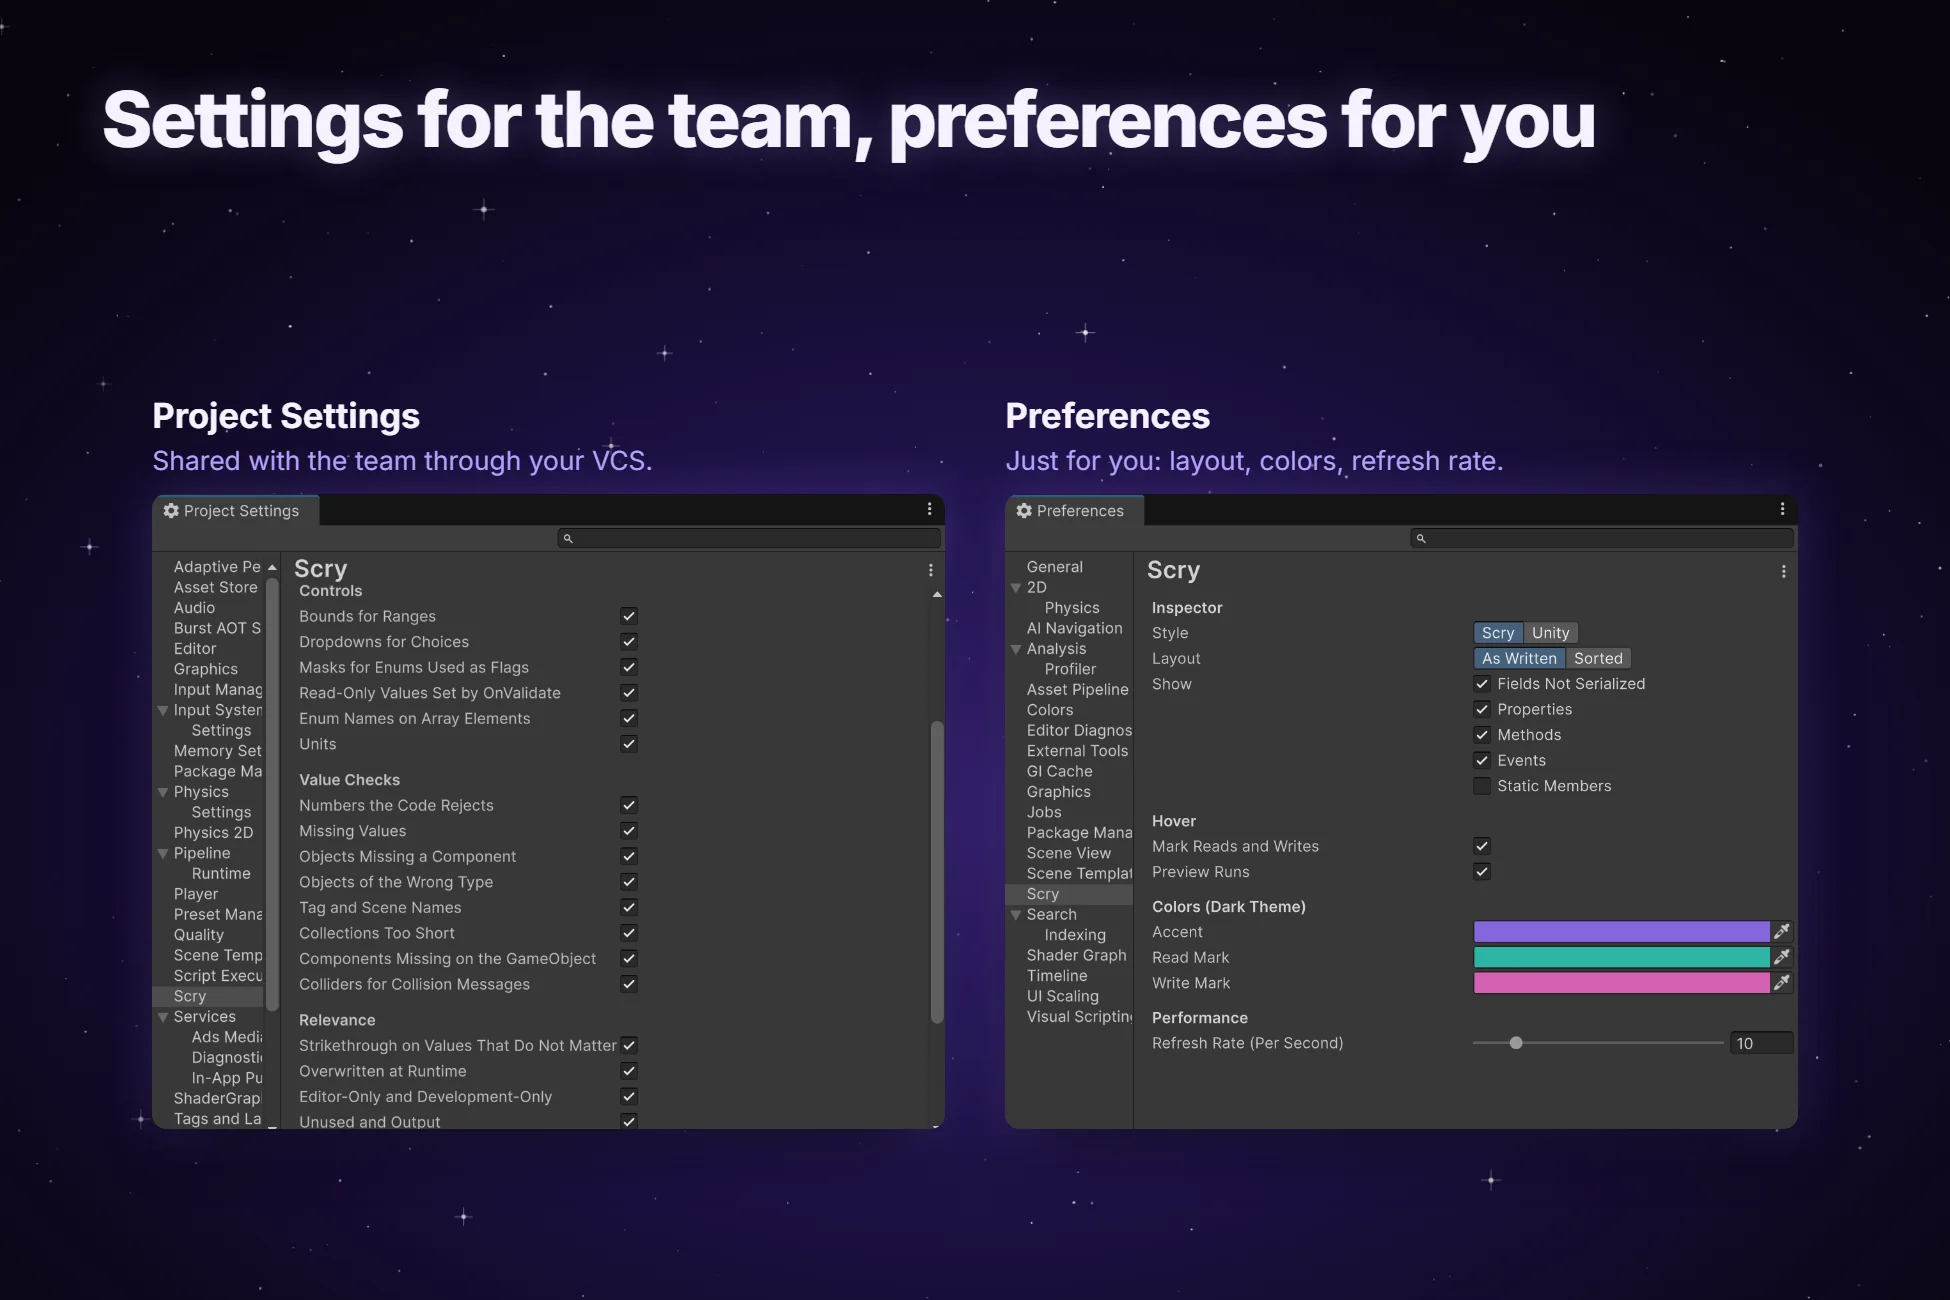 Settings for the team, preferences for you
Project Settings
Shared with the team through your VCS.
Project Settings
Adaptive Pe
Asset Store
Audio
Burst AOT S
Editor
Graphics
Input Manag
Input System
Settings
Memory Set
Package Ma
Physics
Settings
Physics 2D
Pipeline
Runtime
Player
Preset Mana
Quality
Scene Temp
Script Execu
Scry
Services
Ads Media
Diagnostic
In-App Pu
ShaderGrap
Tags and La
Scry
Controls
Bounds for Ranges
Dropdowns for Choices
Masks for Enums Used as Flags
Read-Only Values Set by OnValidate
Enum Names on Array Elements
Units
Value Checks
Numbers the Code Rejects
Missing Values
Objects Missing a Component
Objects of the Wrong Type
Tag and Scene Names
Collections Too Short
Components Missing on the GameObject
Colliders for Collision Messages
Relevance
Strikethrough on Values That Do Not Matter
Overwritten at Runtime
Editor-Only and Development-Only
Unused and Output
Preferences
Just for you: layout, colors, refresh rate.
Preferences
General
2D
Physics
AI Navigation
Analysis
Profiler
Asset Pipeline
Colors
Editor Diagnos
External Tools
GI Cache
Graphics
Jobs
Package Mana
Scene View
Scene Templat
Scry
Search
Indexing
Shader Graph
Timeline
UI Scaling
Visual Scripting
Scry
Inspector
Style Scry Unity
Layout As Written Sorted
Show Fields Not Serialized
Properties
Methods
Events
Static Members
Hover
Mark Reads and Writes
Preview Runs
Colors (Dark Theme)
Accent
Read Mark
Write Mark
Performance
Refresh Rate (Per Second) 10